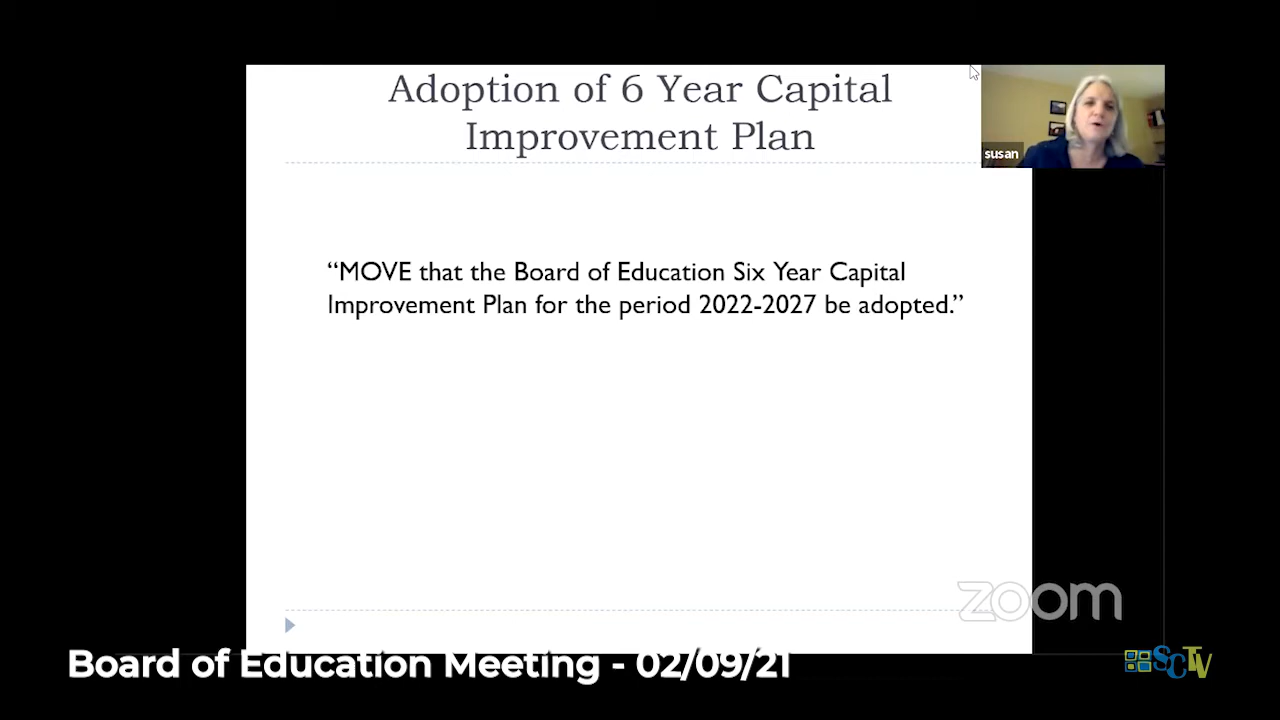 Adoption of 6 Year Capital
Improvement Plan
susan
“MOVE that the Board of Education Six Year Capital
Improvement Plan for the period 2022-2027 be adopted.”
zoom
Board of Education Meeting - 02/09/21
SCTV